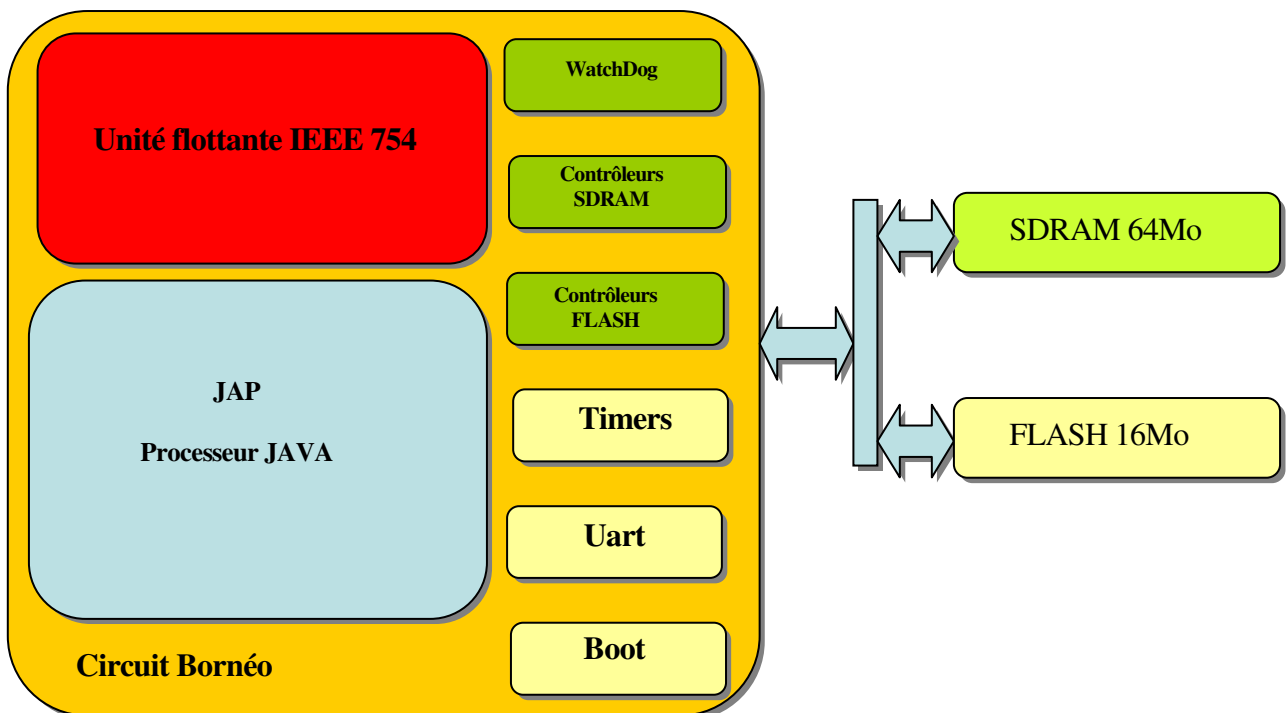 Unité flottante IEEE 754
JAP
Processeur JAVA
Circuit Bornéo
WatchDog
Contrôleurs
SDRAM
Contrôleurs
FLASH
Timers
Uart
Boot
SDRAM 64Mo
FLASH 16Mo